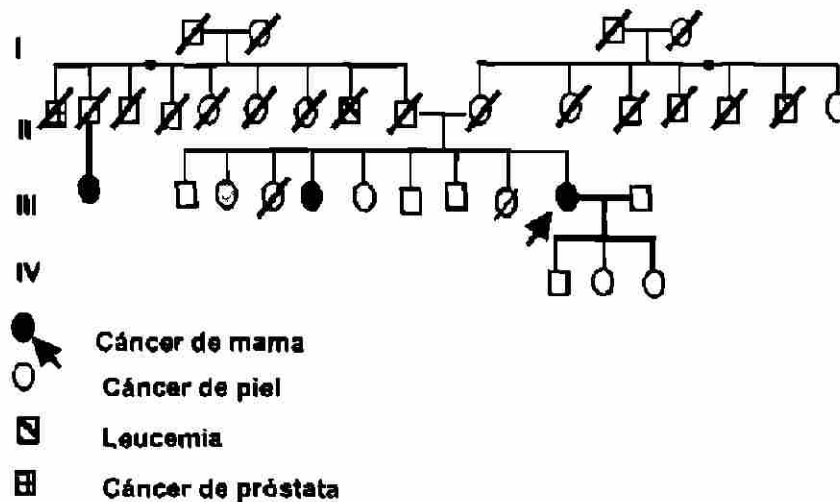 I
II
III
IV
Cáncer de mama
Cáncer de piel
Leucemia
Cáncer de próstata